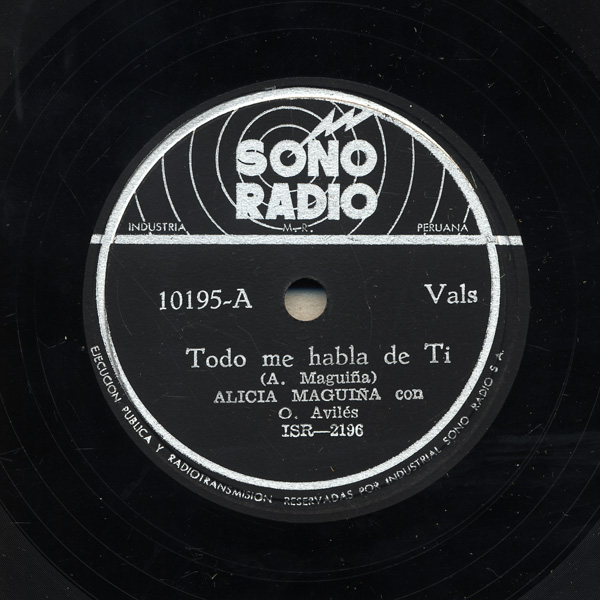 SONO
RADIO
INDUSTRIA M.R. PERUANA
10195-A Vals
Todo me habla de Ti
(A. Maguiña)
ALICIA MAGUIÑA con
O. Avilés
ISR—2196
EJECUCION PUBLICA Y RADIOTRANSMISION RESERVADAS POR INDUSTRIAL SONO RADIO S A.